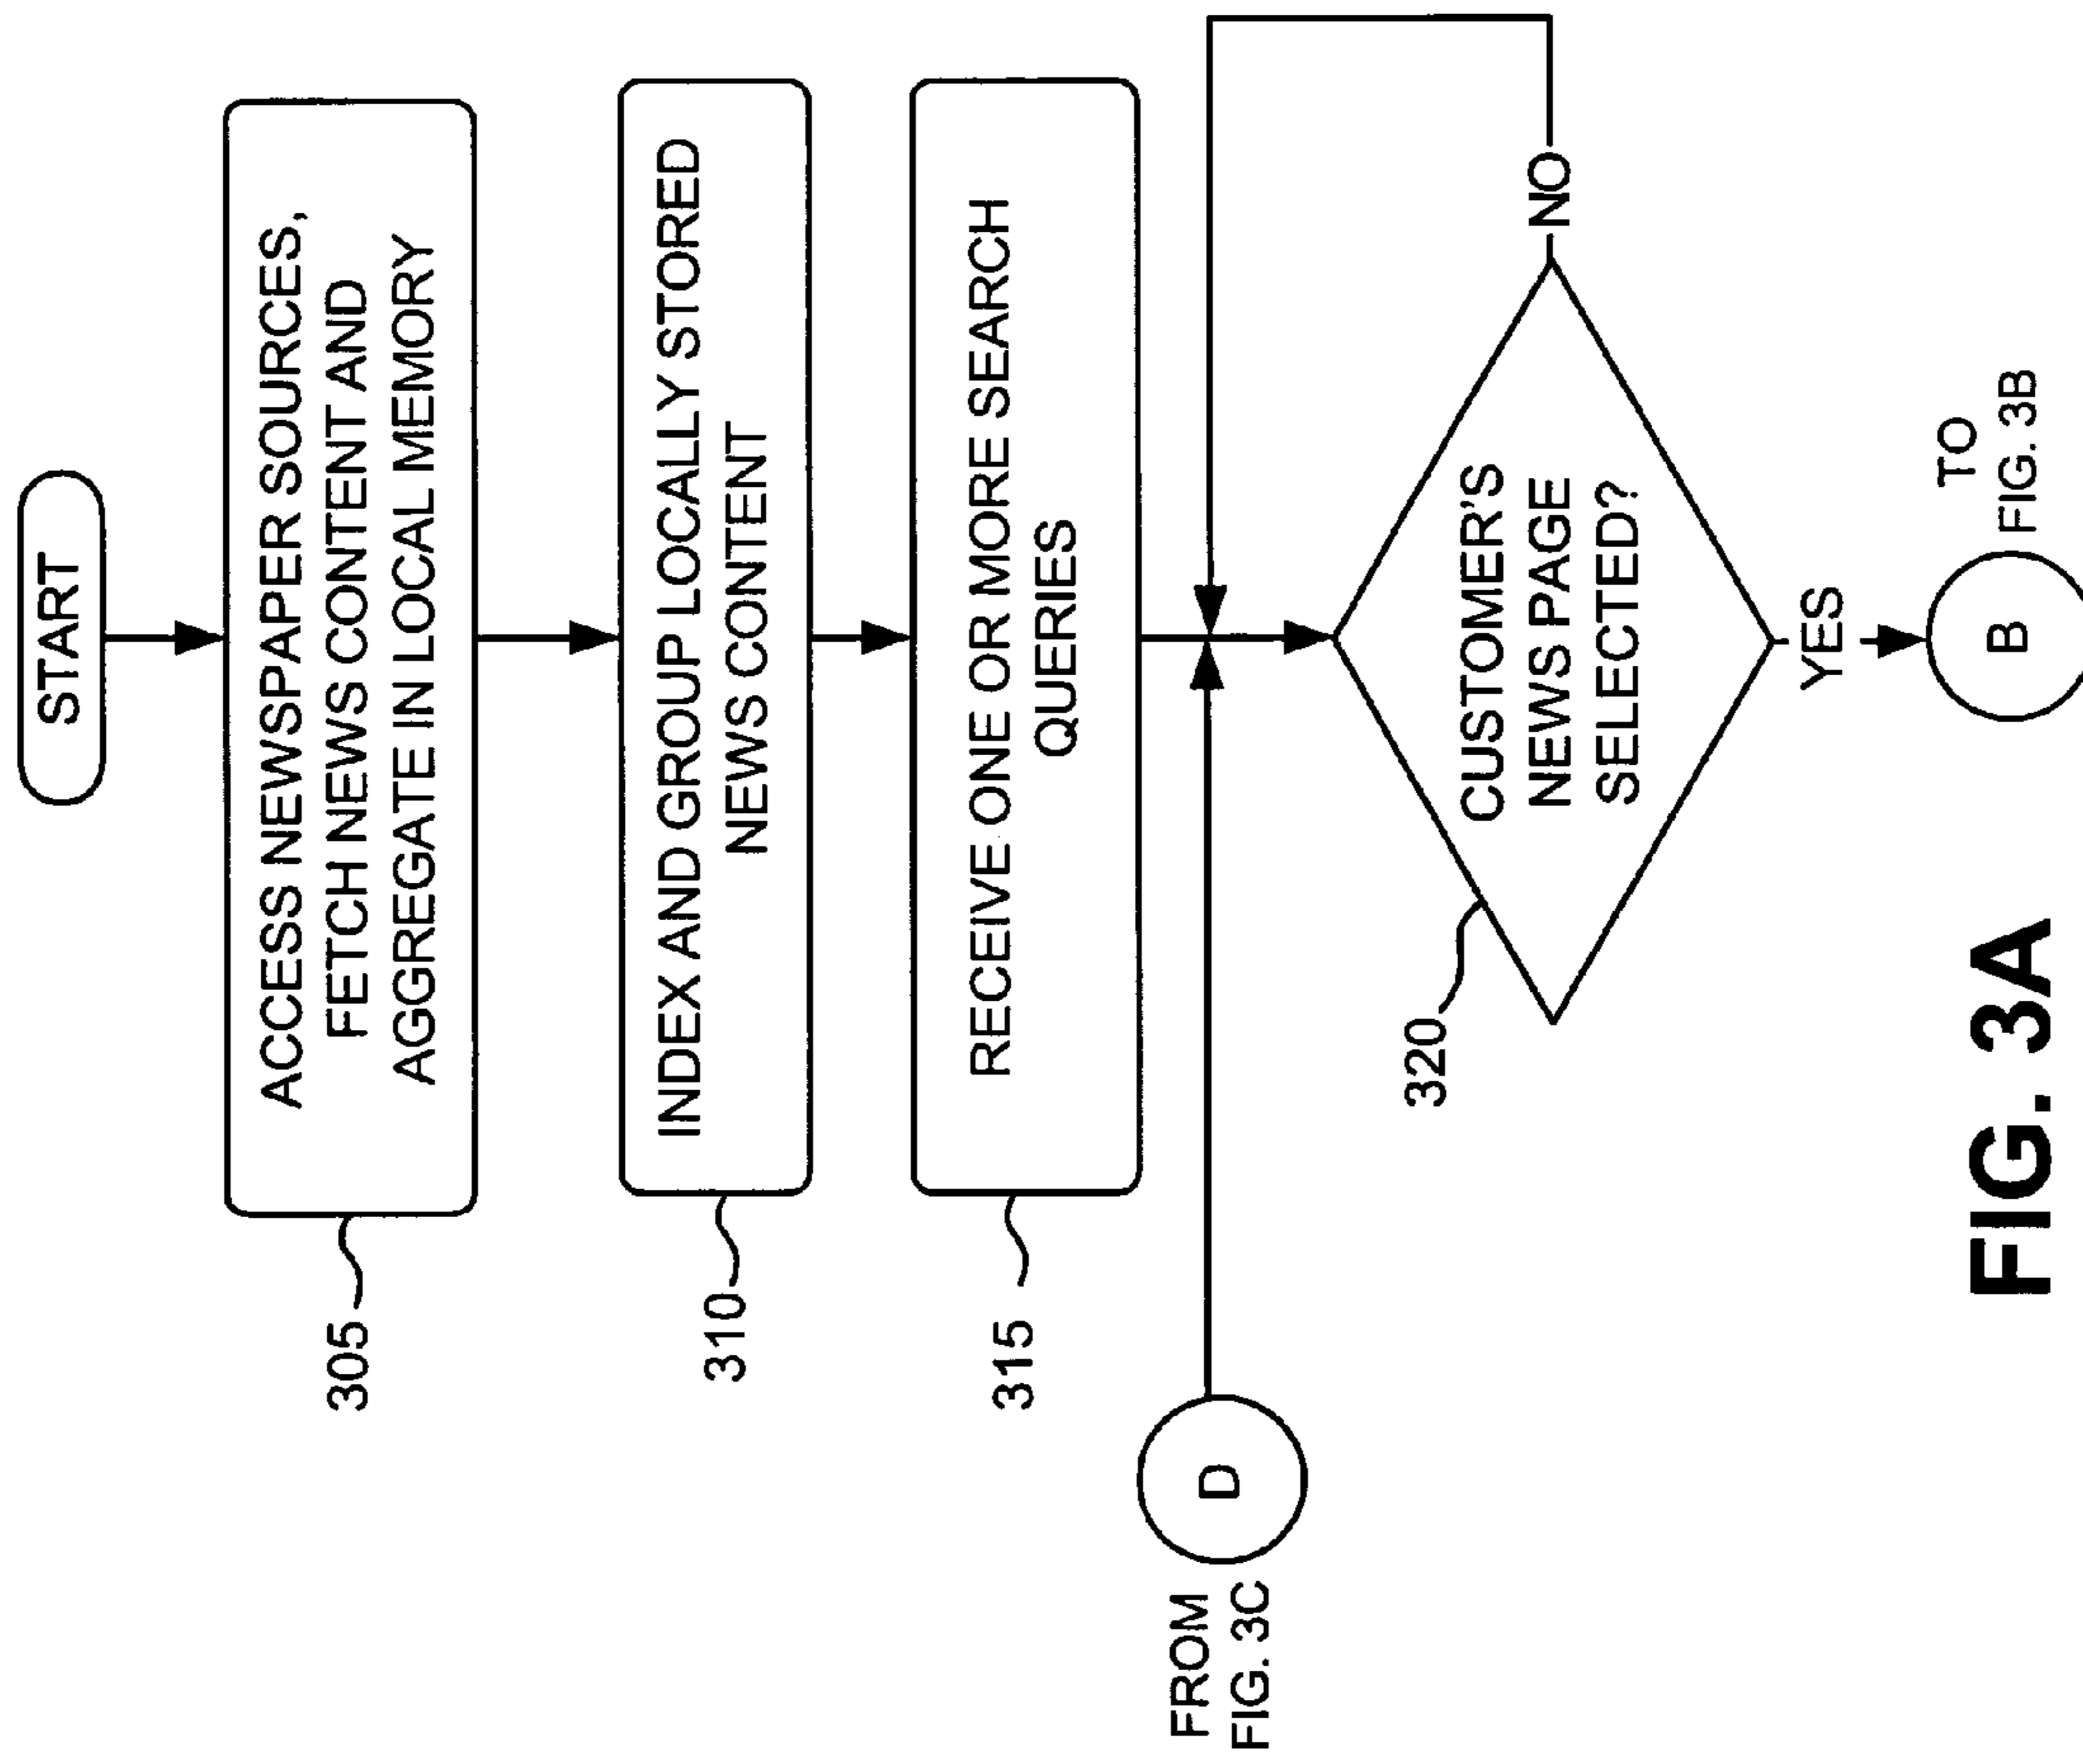 START
ACCESS NEWSPAPER SOURCES,
FETCH NEWS CONTENT AND
AGGREGATE IN LOCAL MEMORY
305
INDEX AND GROUP LOCALLY STORED
NEWS CONTENT
310
RECEIVE ONE OR MORE SEARCH
QUERIES
315
FROM
FIG. 3C
D
CUSTOMER'S
NEWS PAGE
SELECTED?
320
NO
YES
B
TO
FIG. 3B
FIG. 3A